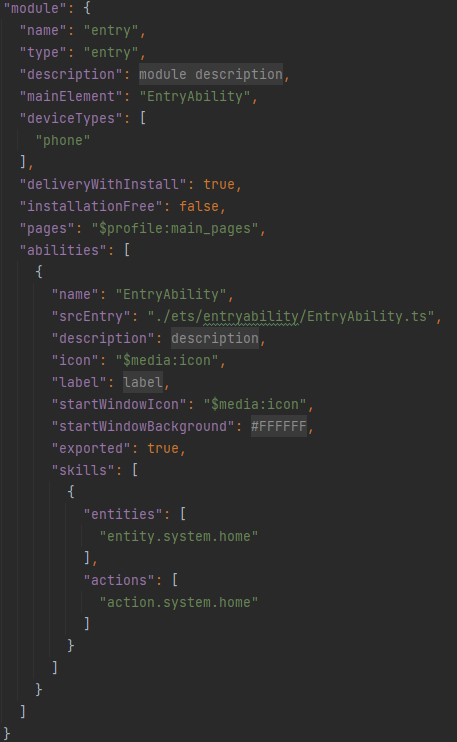 "module": {
"name": "entry",
"type": "entry",
"description": module description,
"mainElement": "EntryAbility",
"deviceTypes": [
"phone"
],
"deliveryWithInstall": true,
"installationFree": false,
"pages": "$profile:main_pages",
"abilities": [
{
"name": "EntryAbility",
"srcEntry": "./ets/entryability/EntryAbility.ts",
"description": description,
"icon": "$media:icon",
"label": label,
"startWindowIcon": "$media:icon",
"startWindowBackground": #FFFFFF,
"exported": true,
"skills": [
{
"entities": [
"entity.system.home"
],
"actions": [
"action.system.home"
]
}
]
}
]
}